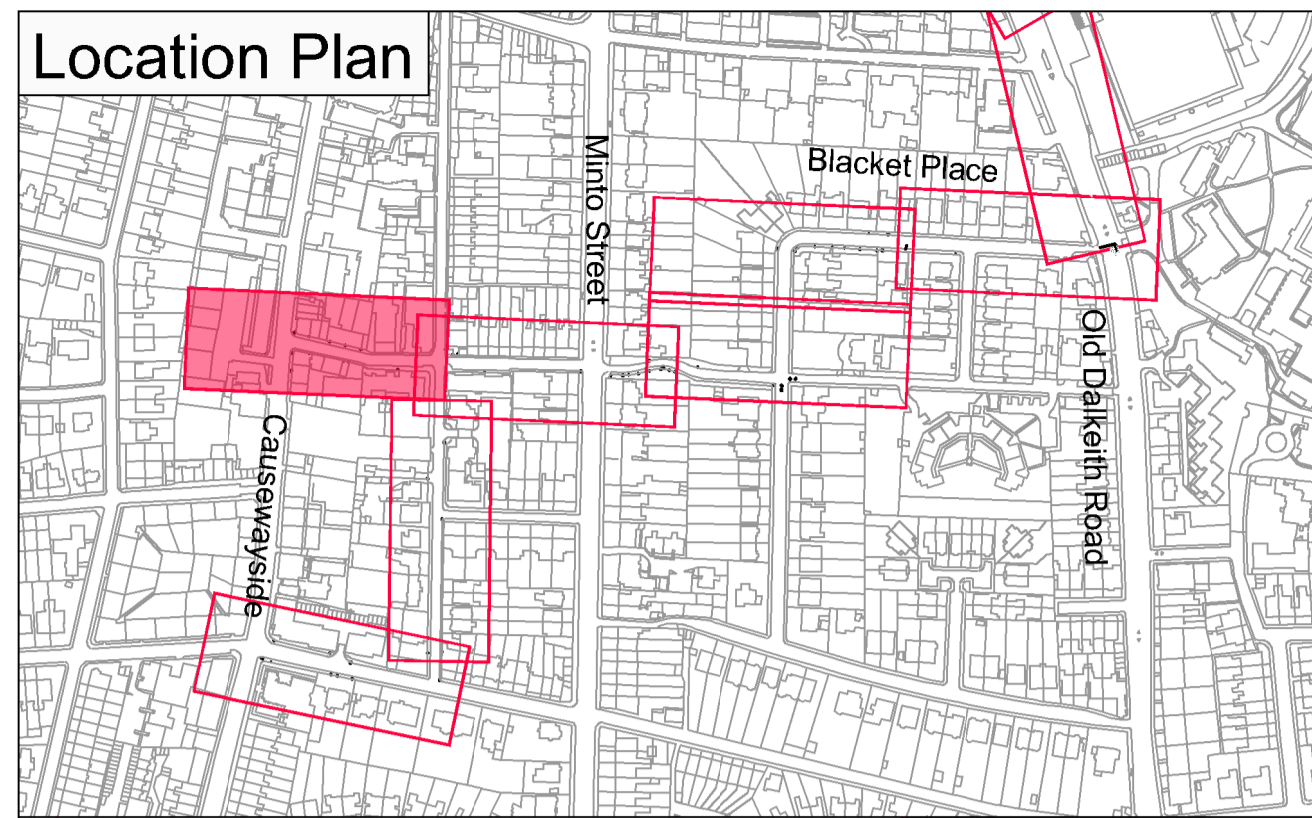 Location Plan
Minto Street
Blacket Place
Old Dalkeith Road
Causewayside